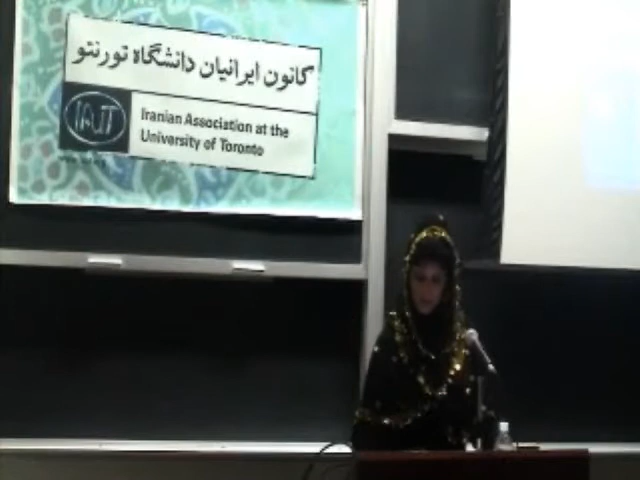 کانون ایرانیان دانشگاه تورنتو
IAUT
Iranian Association at the
University of Toronto